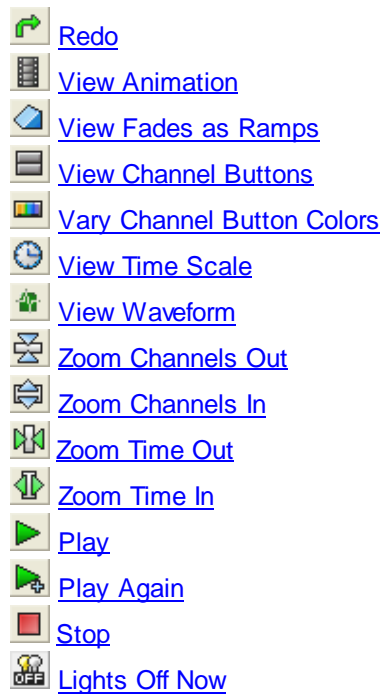 Redo
View Animation
View Fades as Ramps
View Channel Buttons
Vary Channel Button Colors
View Time Scale
View Waveform
Zoom Channels Out
Zoom Channels In
Zoom Time Out
Zoom Time In
Play
Play Again
Stop
OFF Lights Off Now